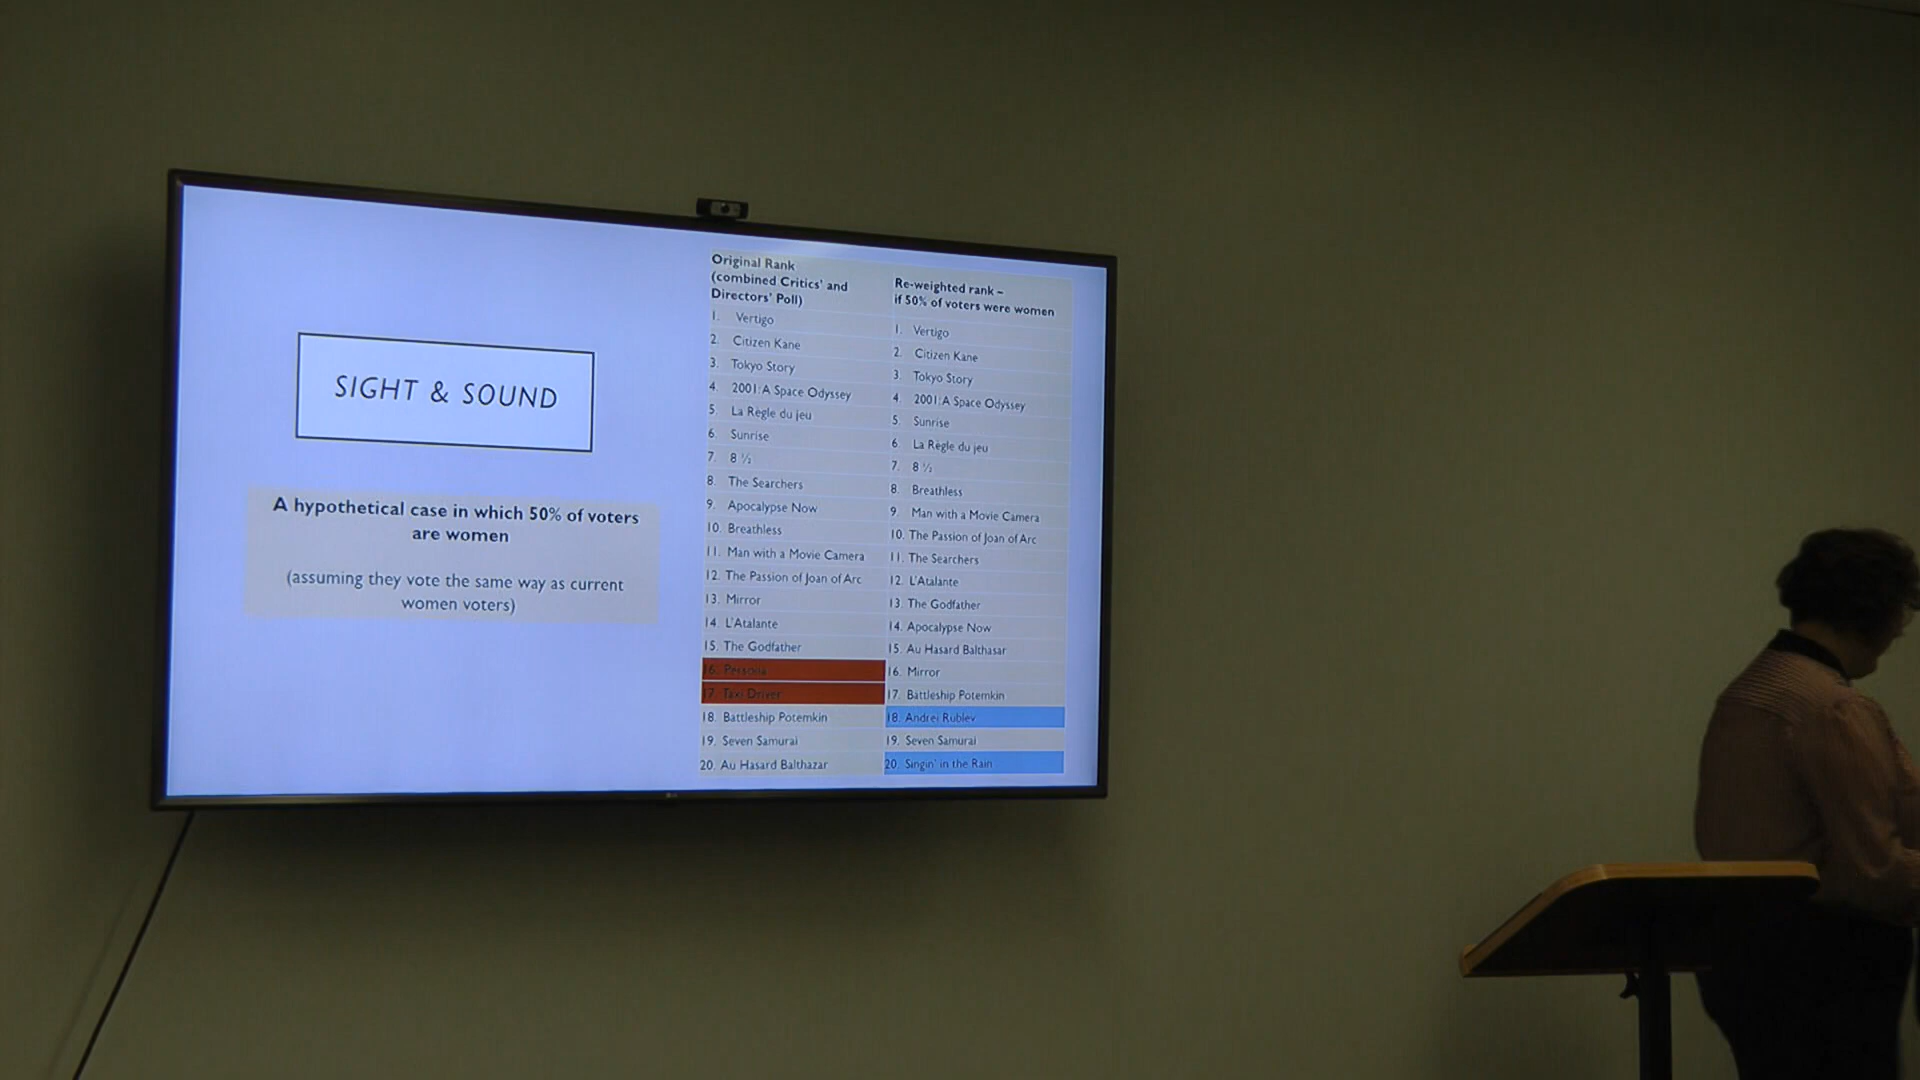 SIGHT & SOUND
A hypothetical case in which 50% of voters
are women
(assuming they vote the same way as current
women voters)
Original Rank
(combined Critics' and
Directors' Poll)
1. Vertigo
2. Citizen Kane
3. Tokyo Story
4. 2001: A Space Odyssey
5. La Règle du jeu
6. Sunrise
7. 8 ½
8. The Searchers
9. Apocalypse Now
10. Breathless
11. Man with a Movie Camera
12. The Passion of Joan of Arc
13. Mirror
14. L'Atalante
15. The Godfather
16. Persona
17. Taxi Driver
18. Battleship Potemkin
19. Seven Samurai
20. Au Hasard Balthazar
Re-weighted rank –
if 50% of voters were women
1. Vertigo
2. Citizen Kane
3. Tokyo Story
4. 2001: A Space Odyssey
5. Sunrise
6. La Règle du jeu
7. 8 ½
8. Breathless
9. Man with a Movie Camera
10. The Passion of Joan of Arc
11. The Searchers
12. L'Atalante
13. The Godfather
14. Apocalypse Now
15. Au Hasard Balthasar
16. Mirror
17. Battleship Potemkin
18. Andrei Rublev
19. Seven Samurai
20. Singin' in the Rain